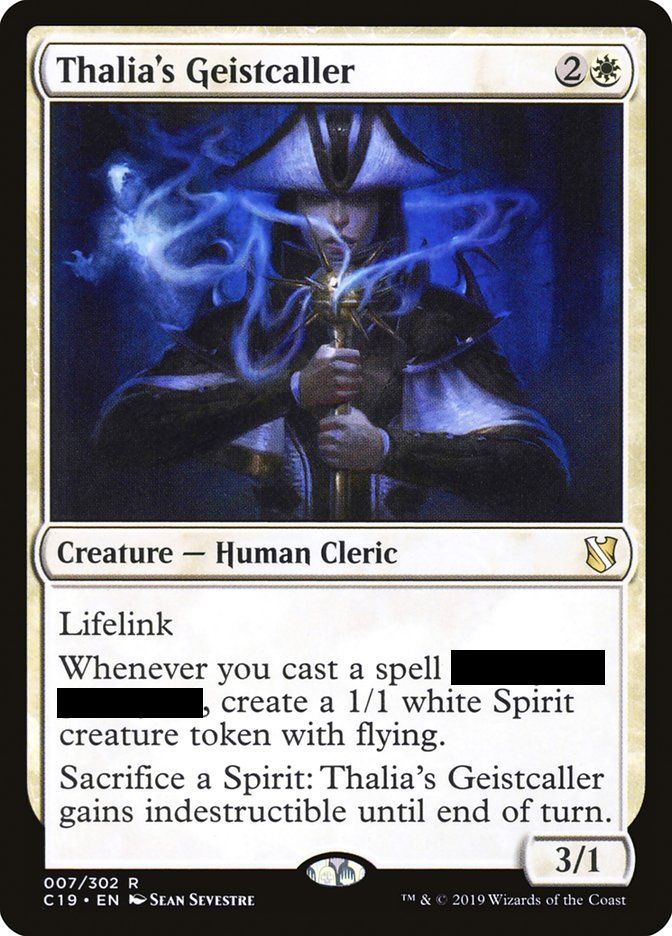 Thalia's Geistcaller
2
Creature — Human Cleric
Lifelink
Whenever you cast a spell
, create a 1/1 white Spirit
creature token with flying.
Sacrifice a Spirit: Thalia's Geistcaller
gains indestructible until end of turn.
3/1
007/302 R
C19 • EN Sean Sevestre
™ & © 2019 Wizards of the Coast